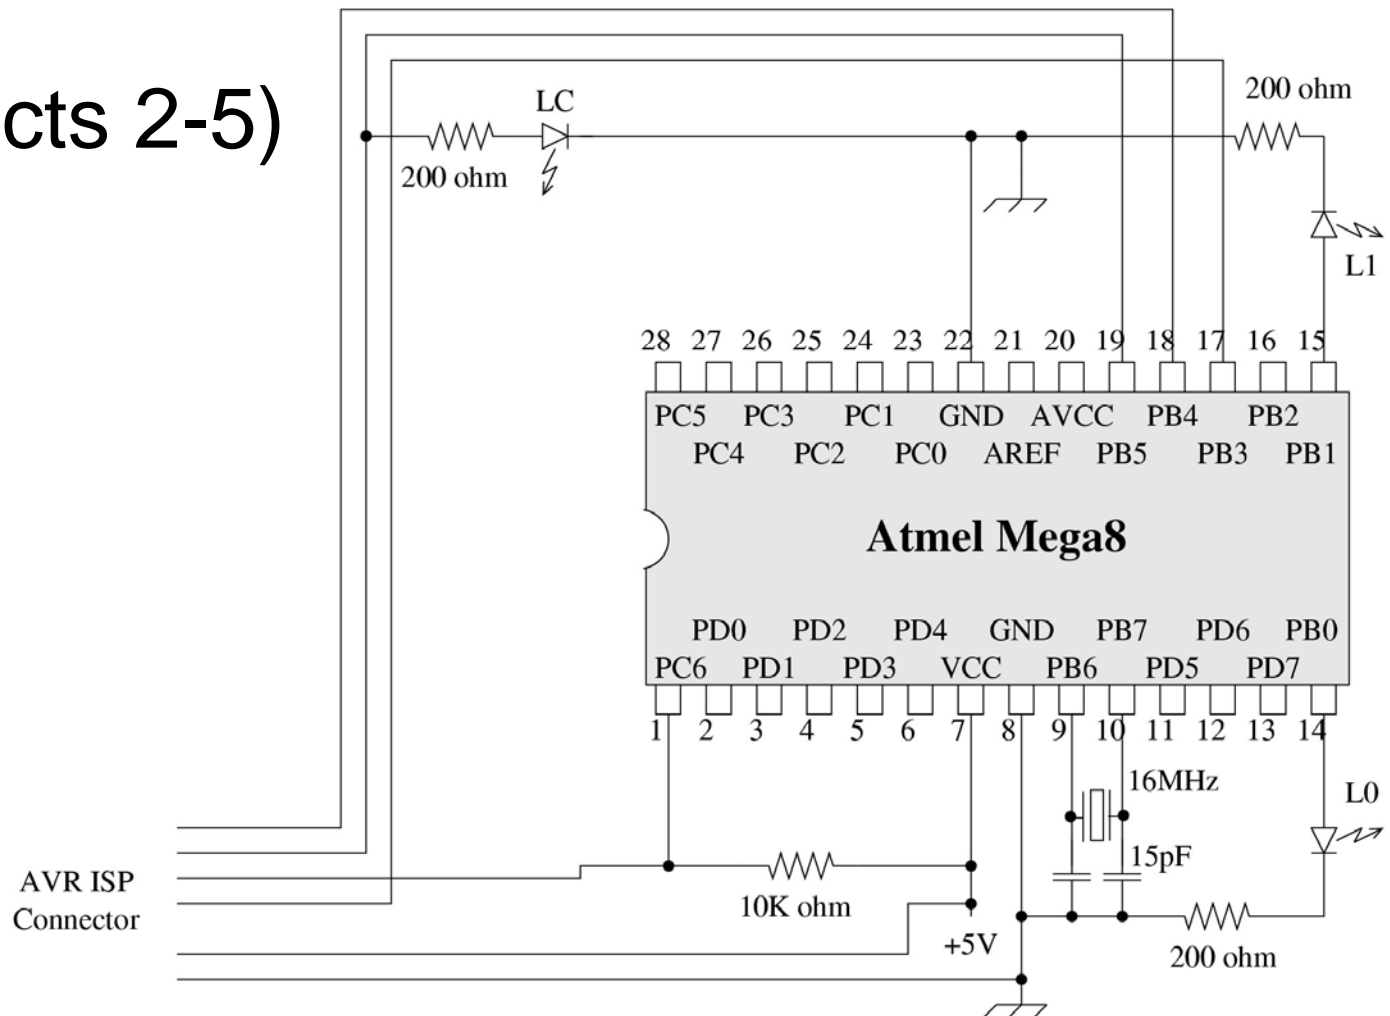 cts 2-5)
LC
200 ohm
200 ohm
L1
28 27 26 25 24 23 22 21 20 19 18 17 16 15
PC5 PC3 PC1 GND AVCC PB4 PB2
PC4 PC2 PC0 AREF PB5 PB3 PB1
Atmel Mega8
PD0 PD2 PD4 GND PB7 PD6 PB0
PC6 PD1 PD3 VCC PB6 PD5 PD7
1 2 3 4 5 6 7 8 9 10 11 12 13 14
16MHz
L0
15pF
AVR ISP
Connector
10K ohm
+5V
200 ohm